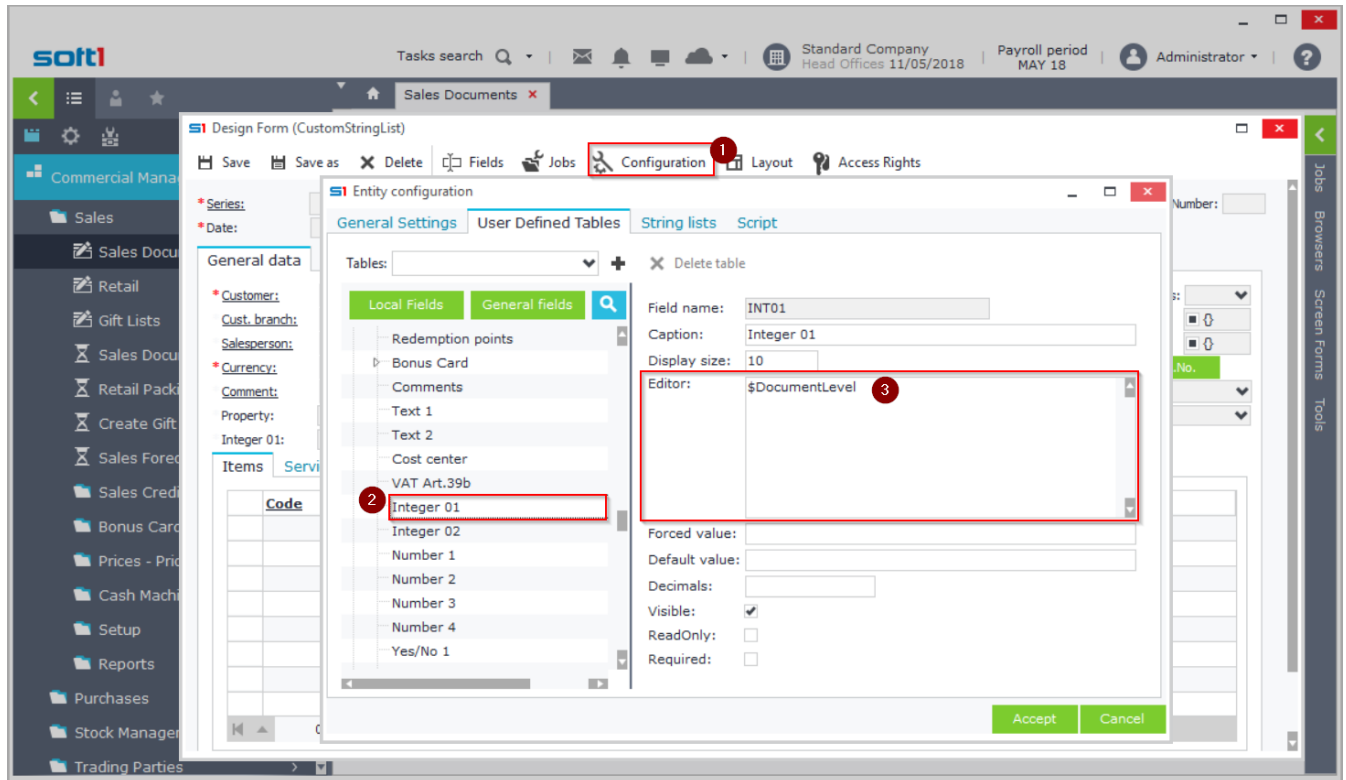 soft1
Tasks search
Standard Company
Head Offices 11/05/2018
Payroll period
MAY 18
Administrator
?
Sales Documents
Commercial Mana
Sales
Sales Docu
Retail
Gift Lists
Sales Docu
Retail Packi
Create Gift
Sales Forec
Sales Credi
Bonus Card
Prices - Pric
Cash Machi
Setup
Reports
Purchases
Stock Manager
Trading Parties
S1 Design Form (CustomStringList)
Save
Save as
Delete
Fields
Jobs
Configuration
1
Layout
Access Rights
* Series:
* Date:
Number:
General data
* Customer:
Cust. branch:
Salesperson:
* Currency:
Comment:
Property:
Integer 01:
Items
Servi
Code
s:
{}
{}
.No.
S1 Entity configuration
General Settings
User Defined Tables
String lists
Script
Tables:
Delete table
Local Fields
General fields
Redemption points
Bonus Card
Comments
Text 1
Text 2
Cost center
VAT Art.39b
2
Integer 01
Integer 02
Number 1
Number 2
Number 3
Number 4
Yes/No 1
Field name: INT01
Caption: Integer 01
Display size: 10
Editor: $DocumentLevel
3
Forced value:
Default value:
Decimals:
Visible:
ReadOnly:
Required:
Accept
Cancel
Jobs
Browsers
Screen Forms
Tools